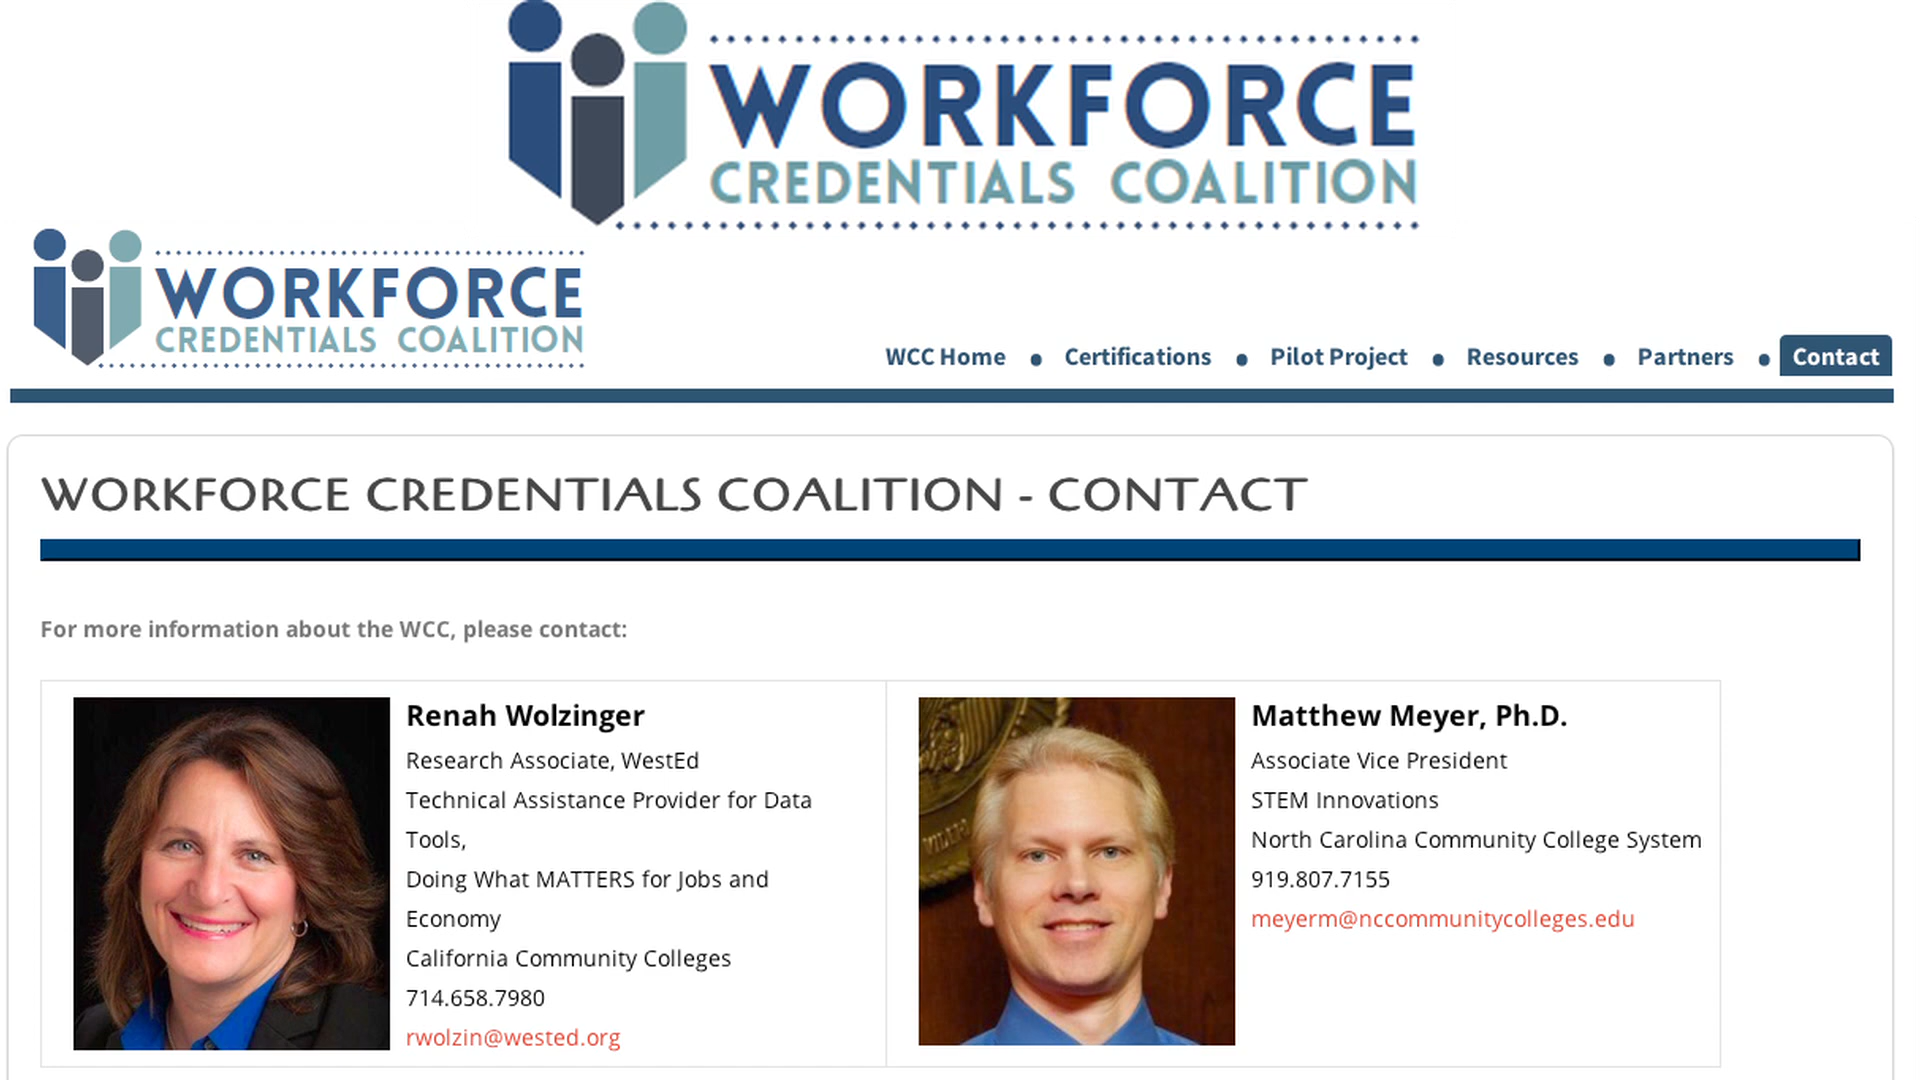 WORKFORCE
CREDENTIALS COALITION
WORKFORCE
CREDENTIALS COALITION
WCC Home • Certifications • Pilot Project • Resources • Partners • Contact
WORKFORCE CREDENTIALS COALITION - CONTACT
For more information about the WCC, please contact:
Renah Wolzinger
Research Associate, WestEd
Technical Assistance Provider for Data
Tools,
Doing What MATTERS for Jobs and
Economy
California Community Colleges
714.658.7980
rwolzin@wested.org
Matthew Meyer, Ph.D.
Associate Vice President
STEM Innovations
North Carolina Community College System
919.807.7155
meyerm@nccommunitycolleges.edu